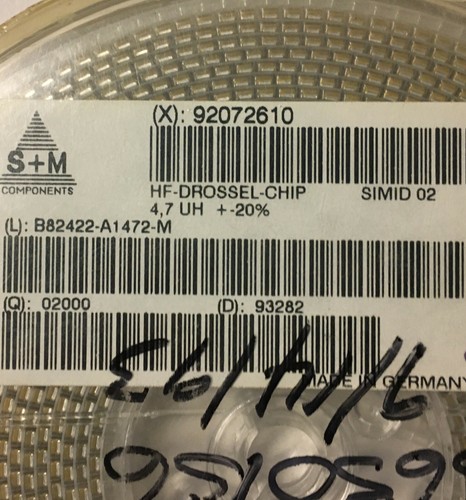 (X): 92072610
S+M
COMPONENTS
HF-DROSSEL-CHIP SIMID 02
4,7 UH +-20%
(L): B82422-A1472-M
(Q): 02000 (D): 93282
MADE IN GERMANY